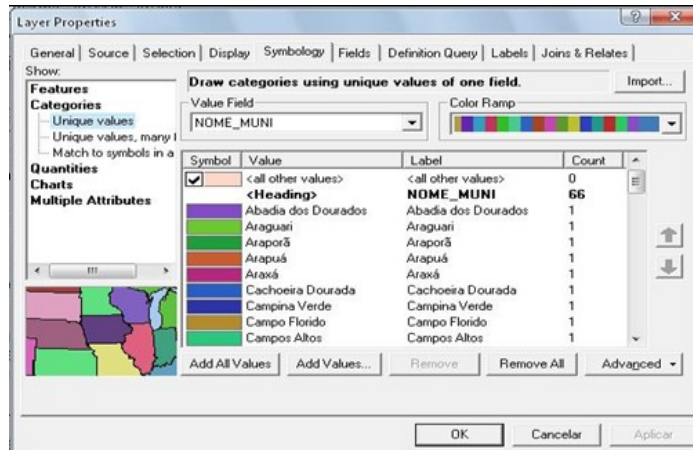 Layer Properties
General Source Selection Display Symbology Fields Definition Query Labels Joins & Relates
Show:
Features
Categories
Unique values
Unique values, many
Match to symbols in a
Quantities
Charts
Multiple Attributes
Draw categories using unique values of one field.
Import...
Value Field
NOME_MUNI
Color Ramp
Symbol Value Label Count
<all other values> <all other values> 0
<Heading> NOME_MUNI 66
Abadia dos Dourados Abadia dos Dourados 1
Araguari Araguari 1
Araporã Araporã 1
Arapuá Arapuá 1
Araxá Araxá 1
Cachoeira Dourada Cachoeira Dourada 1
Campina Verde Campina Verde 1
Campo Florido Campo Florido 1
Campos Altos Campos Altos 1
Add All Values Add Values... Remove Remove All Advanced
OK Cancelar Aplicar